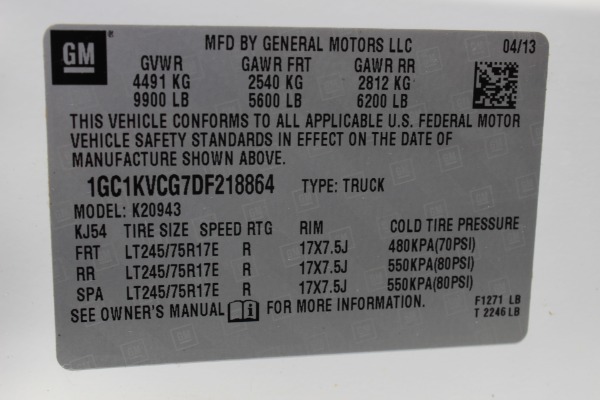 GM
MFD BY GENERAL MOTORS LLC 04/13
GVWR GAWR FRT GAWR RR
4491 KG 2540 KG 2812 KG
9900 LB 5600 LB 6200 LB
THIS VEHICLE CONFORMS TO ALL APPLICABLE U.S. FEDERAL MOTOR
VEHICLE SAFETY STANDARDS IN EFFECT ON THE DATE OF
MANUFACTURE SHOWN ABOVE.
1GC1KVCG7DF218864 TYPE: TRUCK
MODEL: K20943
KJ54 TIRE SIZE SPEED RTG RIM COLD TIRE PRESSURE
FRT LT245/75R17E R 17X7.5J 480KPA(70PSI)
RR LT245/75R17E R 17X7.5J 550KPA(80PSI)
SPA LT245/75R17E R 17X7.5J 550KPA(80PSI)
SEE OWNER'S MANUAL FOR MORE INFORMATION.
F1271 LB
T 2246 LB